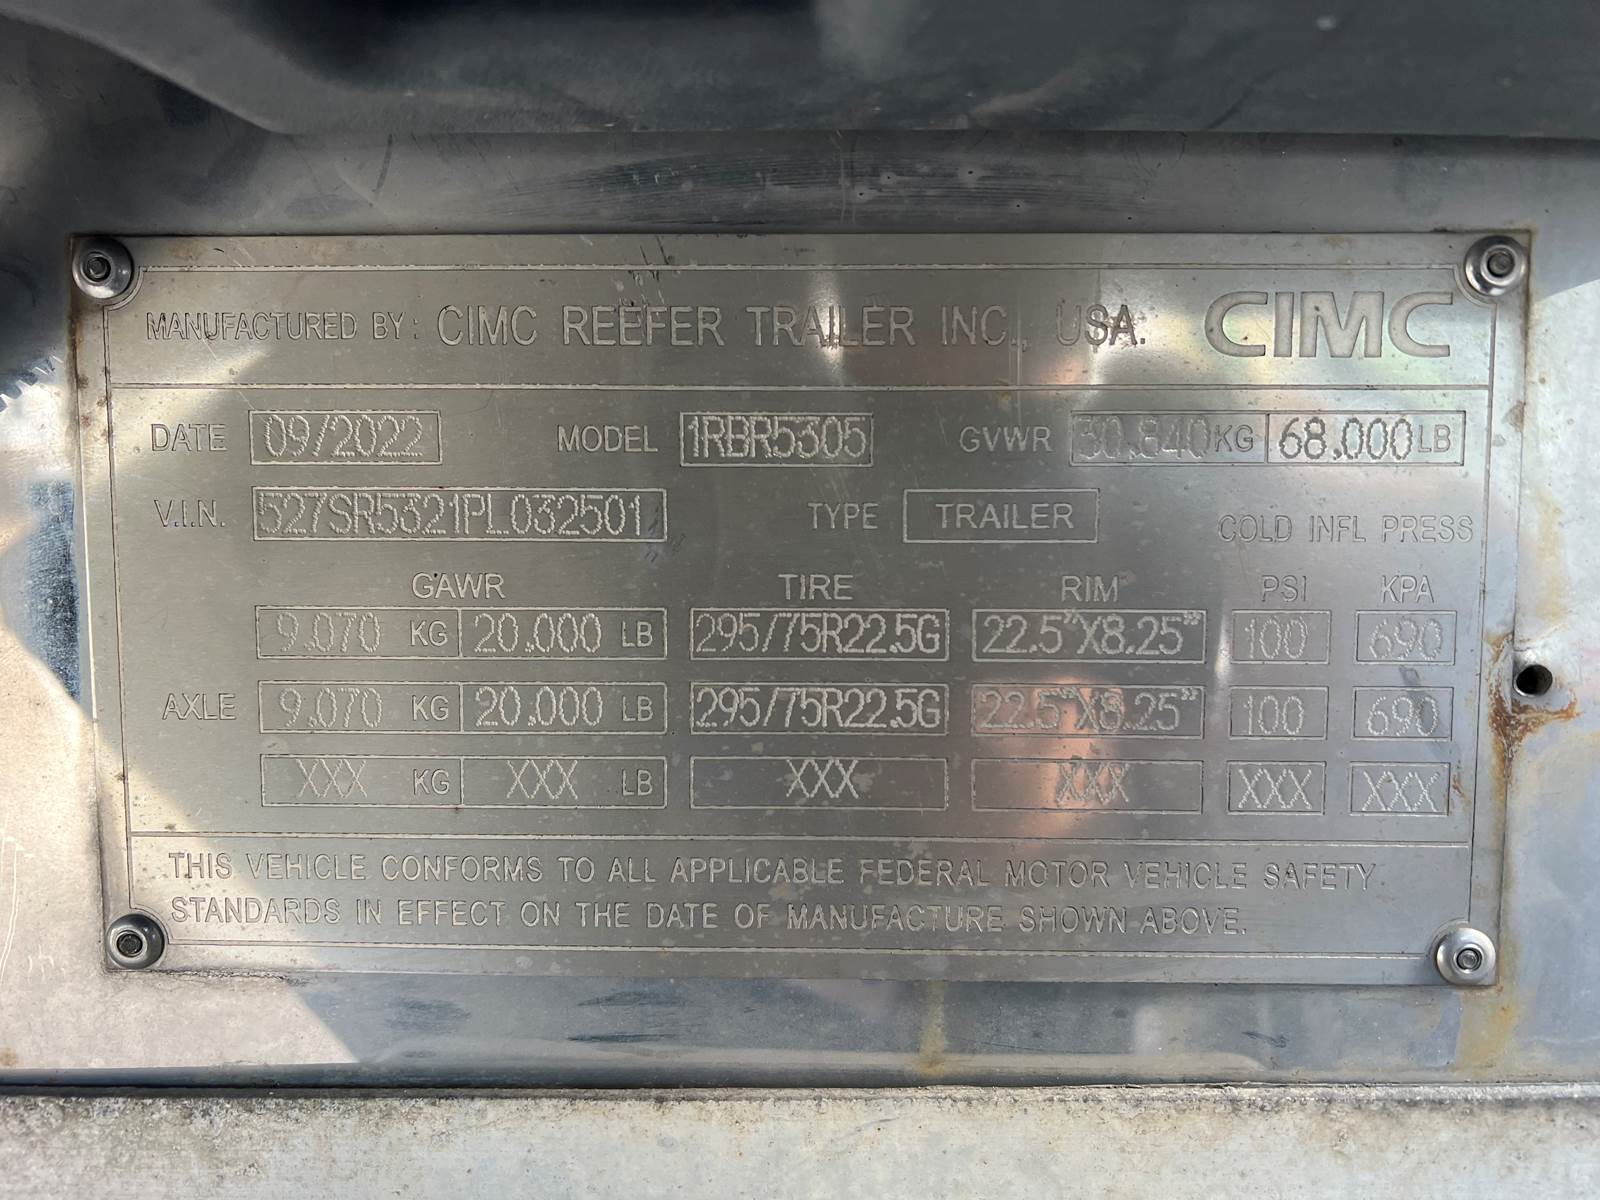 MANUFACTURED BY: CIMC REEFER TRAILER INC., USA. CIMC
DATE 09/2022 MODEL 1RBR5305 GVWR 30.840 KG 68.000 LB
V.I.N. 527SR5321PL032501 TYPE TRAILER COLD INFL PRESS
GAWR TIRE RIM PSI KPA
9.070 KG 20.000 LB 295/75R22.5G 22.5"X8.25" 100 690
AXLE 9.070 KG 20.000 LB 295/75R22.5G 22.5"X8.25" 100 690
XXX KG XXX LB XXX XXX XXX XXX
THIS VEHICLE CONFORMS TO ALL APPLICABLE FEDERAL MOTOR VEHICLE SAFETY
STANDARDS IN EFFECT ON THE DATE OF MANUFACTURE SHOWN ABOVE.